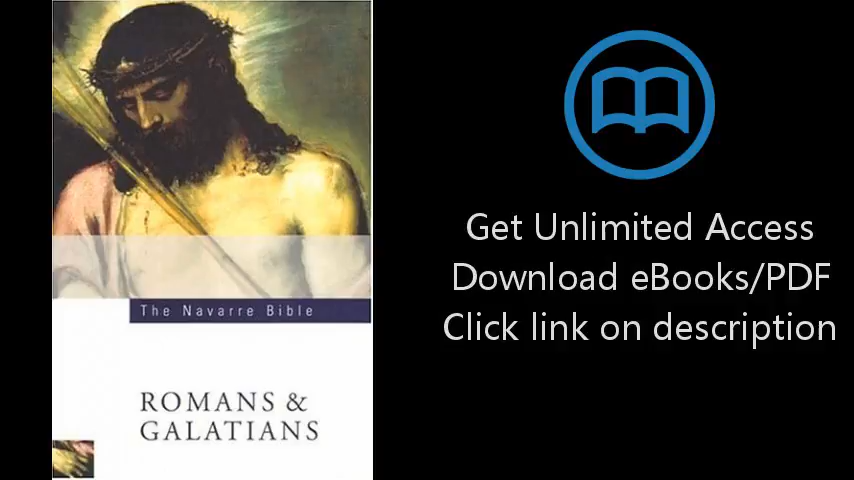 The Navarre Bible
ROMANS &
GALATIANS
Get Unlimited Access
Download eBooks/PDF
Click link on description